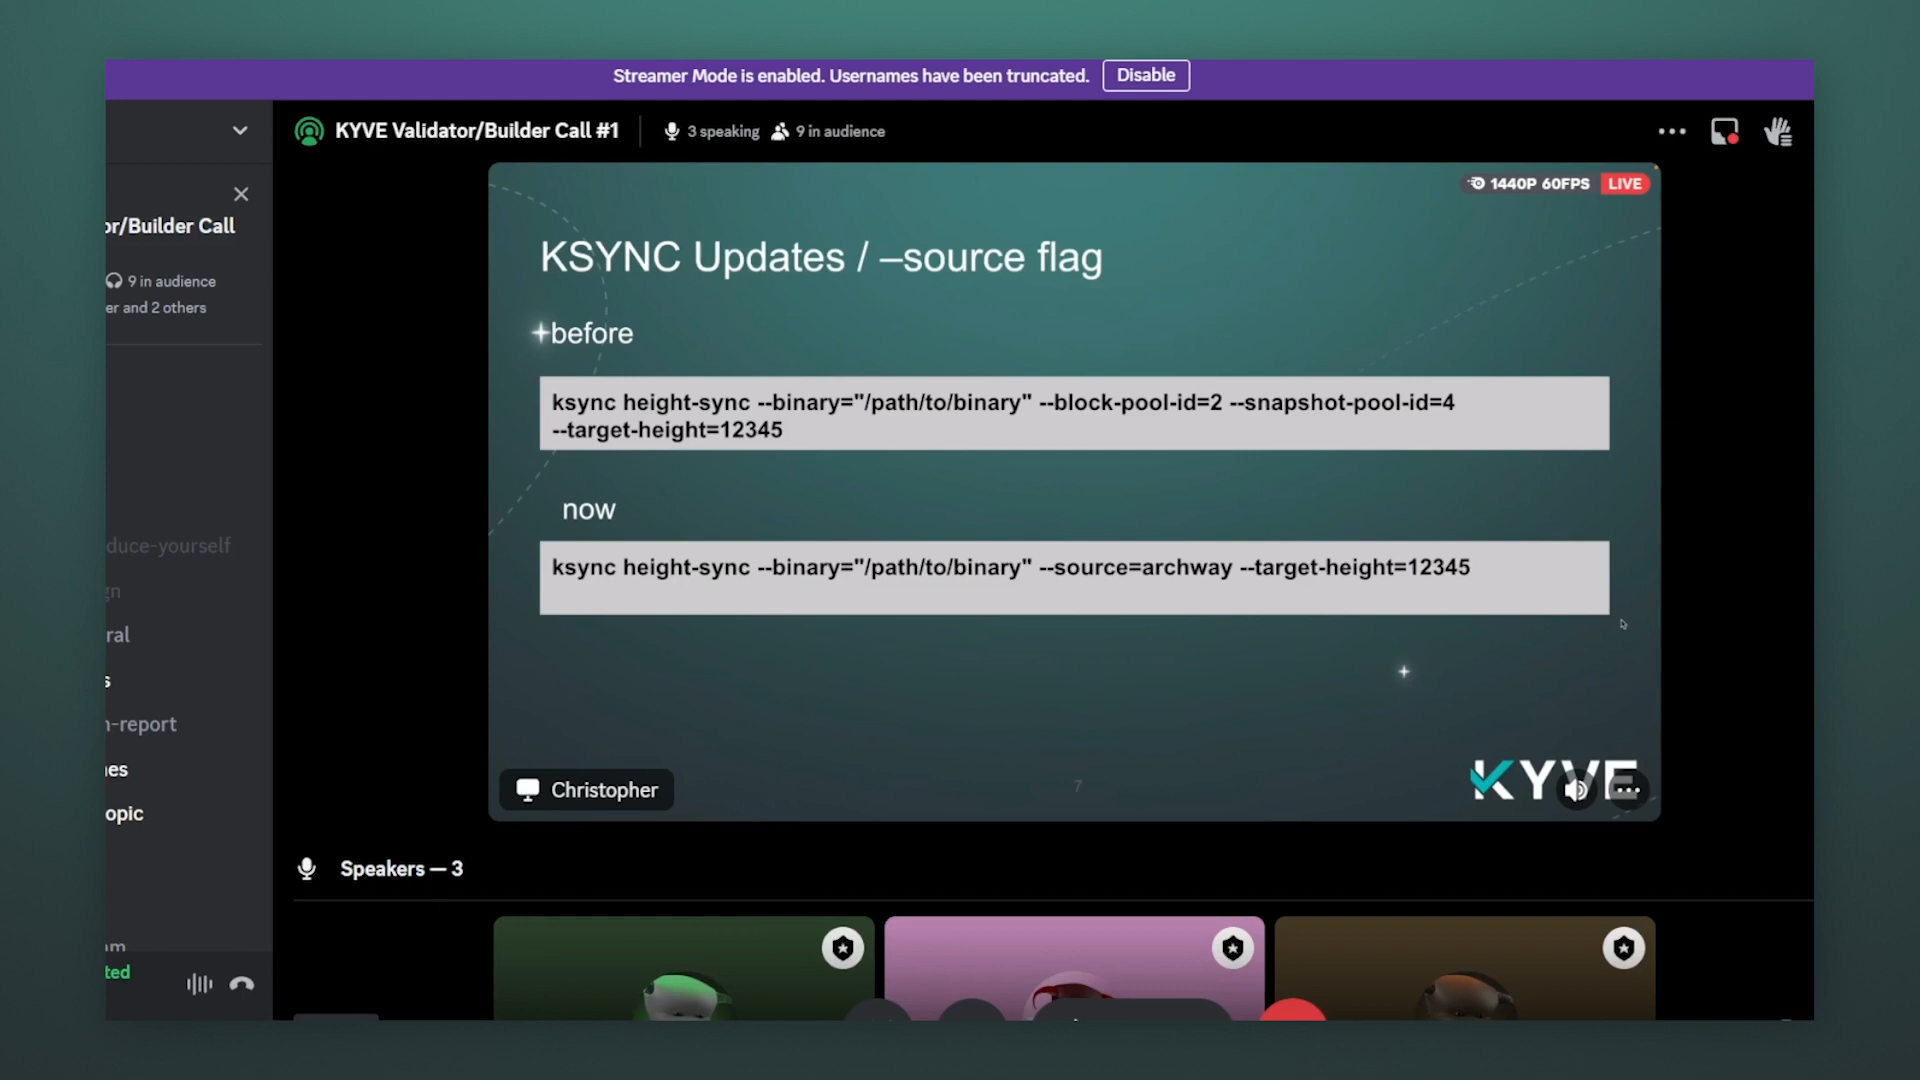 Streamer Mode is enabled. Usernames have been truncated. Disable
KYVE Validator/Builder Call #1
3 speaking
9 in audience
or/Builder Call
9 in audience
er and 2 others
duce-yourself
gn
ral
s
n-report
nes
opic
am
ted
1440P 60FPS LIVE
KSYNC Updates / –source flag
before
ksync height-sync --binary="/path/to/binary" --block-pool-id=2 --snapshot-pool-id=4
--target-height=12345
now
ksync height-sync --binary="/path/to/binary" --source=archway --target-height=12345
Christopher
7
KYVE
Speakers — 3